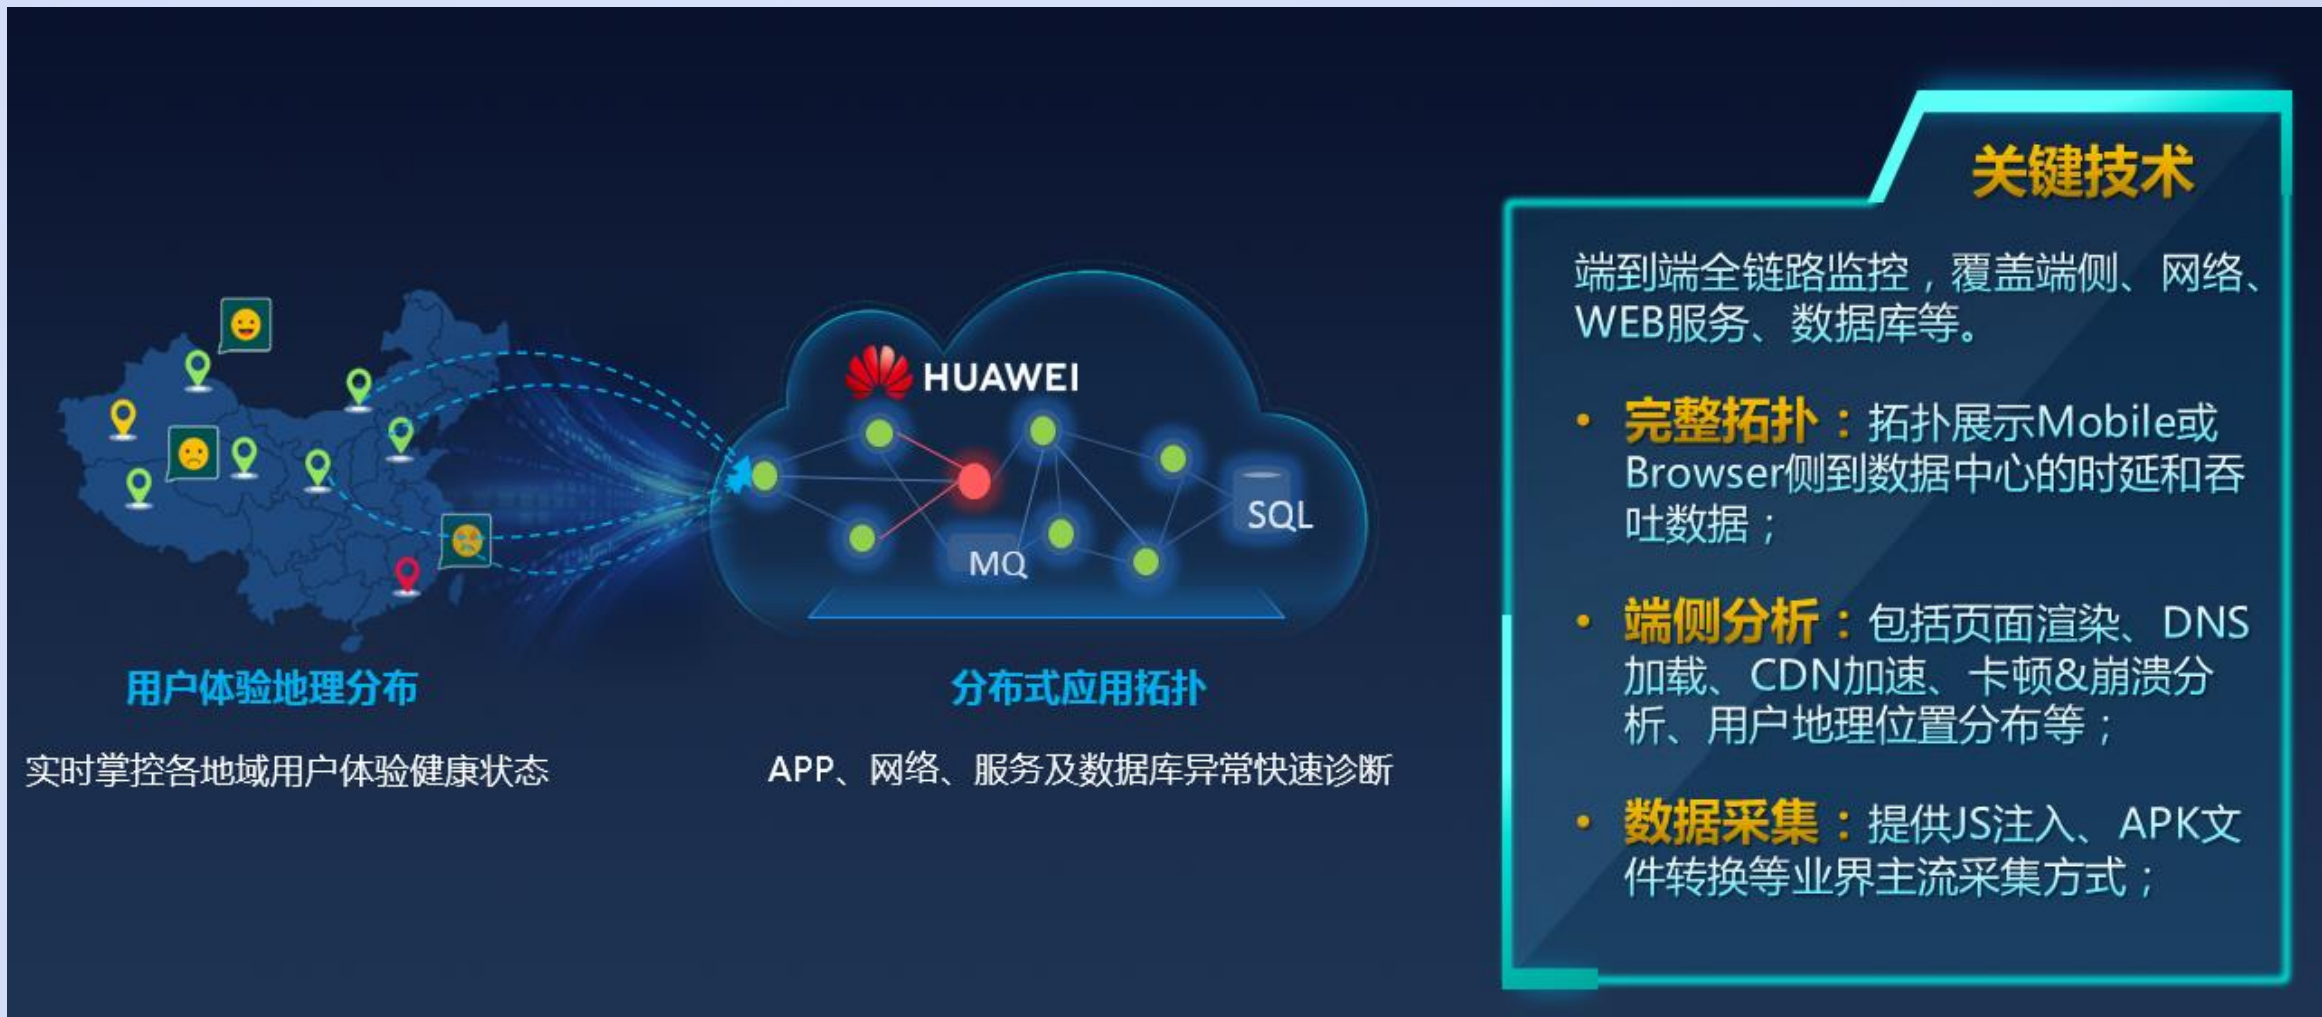 HUAWEI
MQ
SQL
用户体验地理分布
实时掌控各地域用户体验健康状态
分布式应用拓扑
APP、网络、服务及数据库异常快速诊断
关键技术
端到端全链路监控，覆盖端侧、网络、
WEB服务、数据库等。
• 完整拓扑：拓扑展示Mobile或
Browser侧到数据中心的时延和吞
吐数据；
• 端侧分析：包括页面渲染、DNS
加载、CDN加速、卡顿&崩溃分
析、用户地理位置分布等；
• 数据采集：提供JS注入、APK文
件转换等业界主流采集方式；